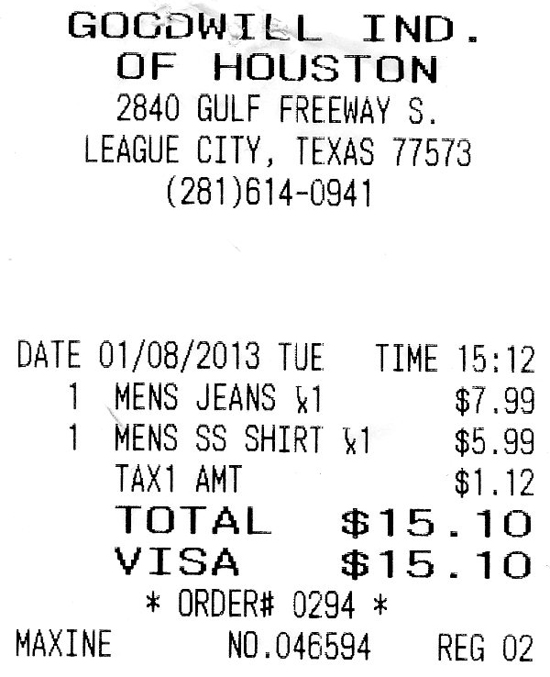 GOODWILL IND.
OF HOUSTON
2840 GULF FREEWAY S.
LEAGUE CITY, TEXAS 77573
(281)614-0941
DATE 01/08/2013 TUE TIME 15:12
1 MENS JEANS  1 $7.99
1 MENS SS SHIRT  1 $5.99
TAX1 AMT $1.12
TOTAL $15.10
VISA $15.10
* ORDER# 0294 *
MAXINE NO.046594 REG 02